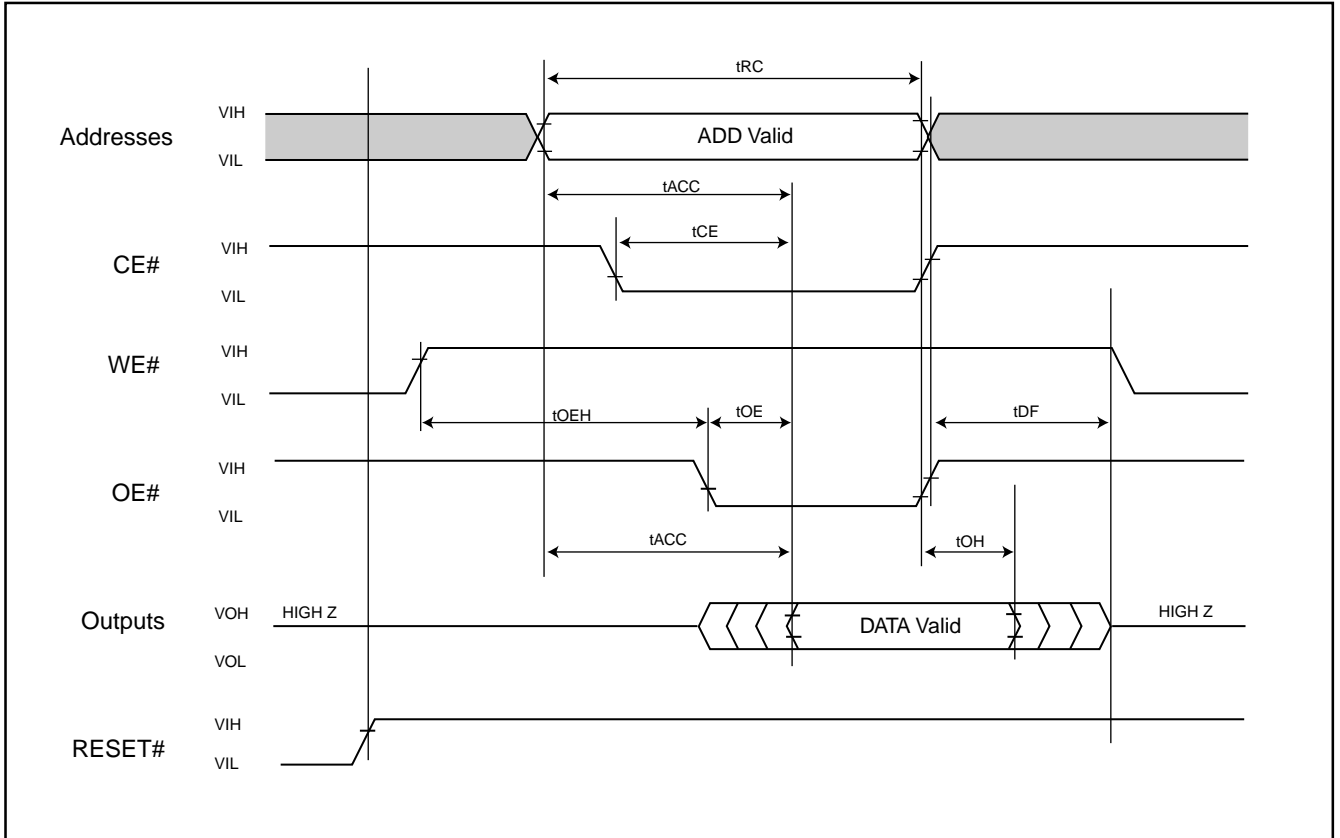 tRC
VIH
Addresses
ADD Valid
VIL
tACC
tCE
VIH
CE#
VIL
VIH
WE#
VIL
tOEH
tOE
tDF
VIH
OE#
VIL
tACC
tOH
VOH
HIGH Z
HIGH Z
Outputs
DATA Valid
VOL
VIH
RESET#
VIL